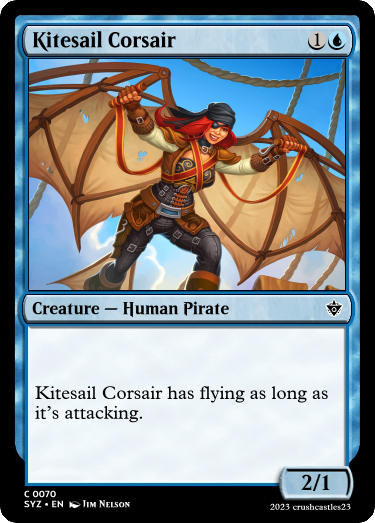 Kitesail Corsair 1
Creature — Human Pirate
Kitesail Corsair has flying as long as
it's attacking.
2/1
C 0070
SYZ • EN Jim Nelson
2023 crushcastles23